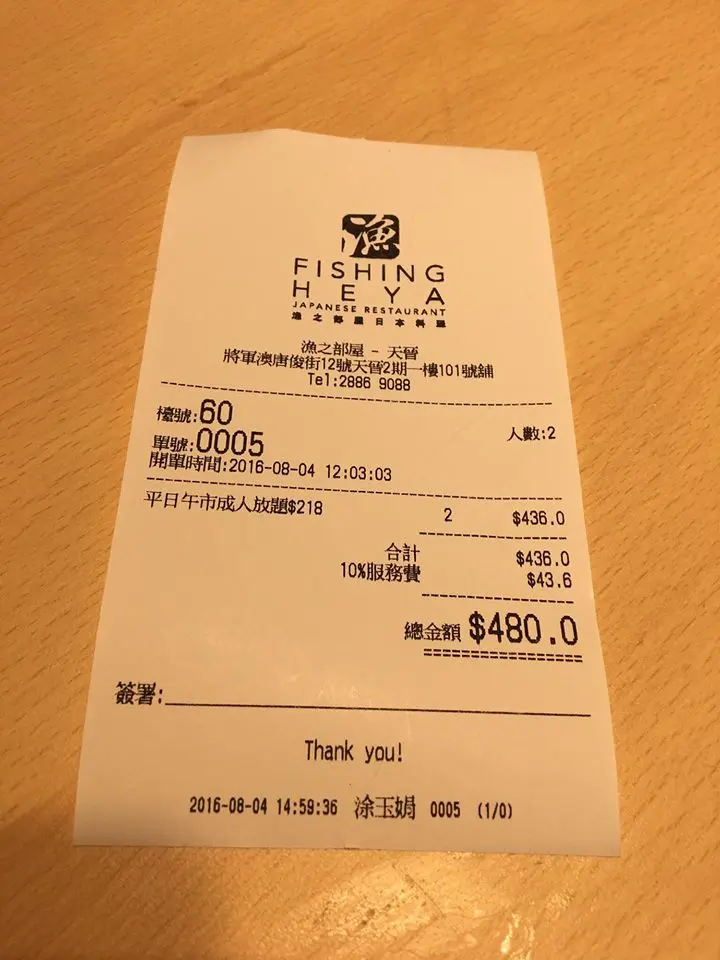 漁
FISHING
HEYA
JAPANESE RESTAURANT
漁之部屋日本料理
漁之部屋 - 天晉
將軍澳唐俊街12號天晉2期一樓101號舖
Tel:2886 9088
檯號:60 人數:2
單號:0005
開單時間:2016-08-04 12:03:03
平日午市成人放題$218 2 $436.0
合計 $436.0
10%服務費 $43.6
總金額 $480.0
簽署:
Thank you!
2016-08-04 14:59:36 涂玉娟 0005 (1/0)